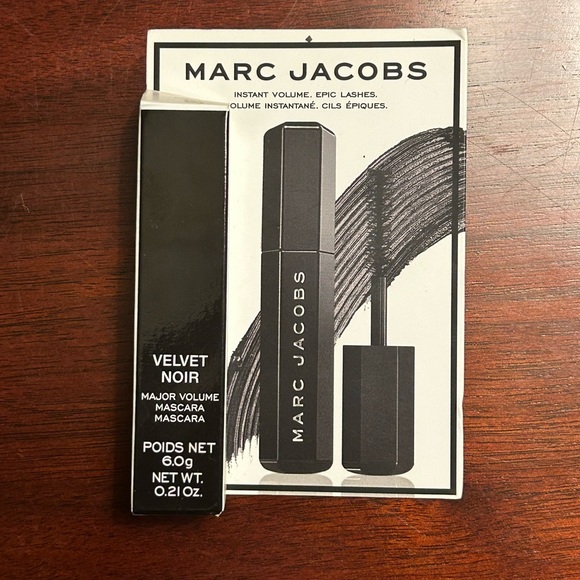 MARC JACOBS
INSTANT VOLUME. EPIC LASHES.
OLUME INSTANTANÉ. CILS ÉPIQUES.
MARC JACOBS
VELVET
NOIR
MAJOR VOLUME
MASCARA
MASCARA
POIDS NET
6.0g
NET WT.
0.21 Oz.